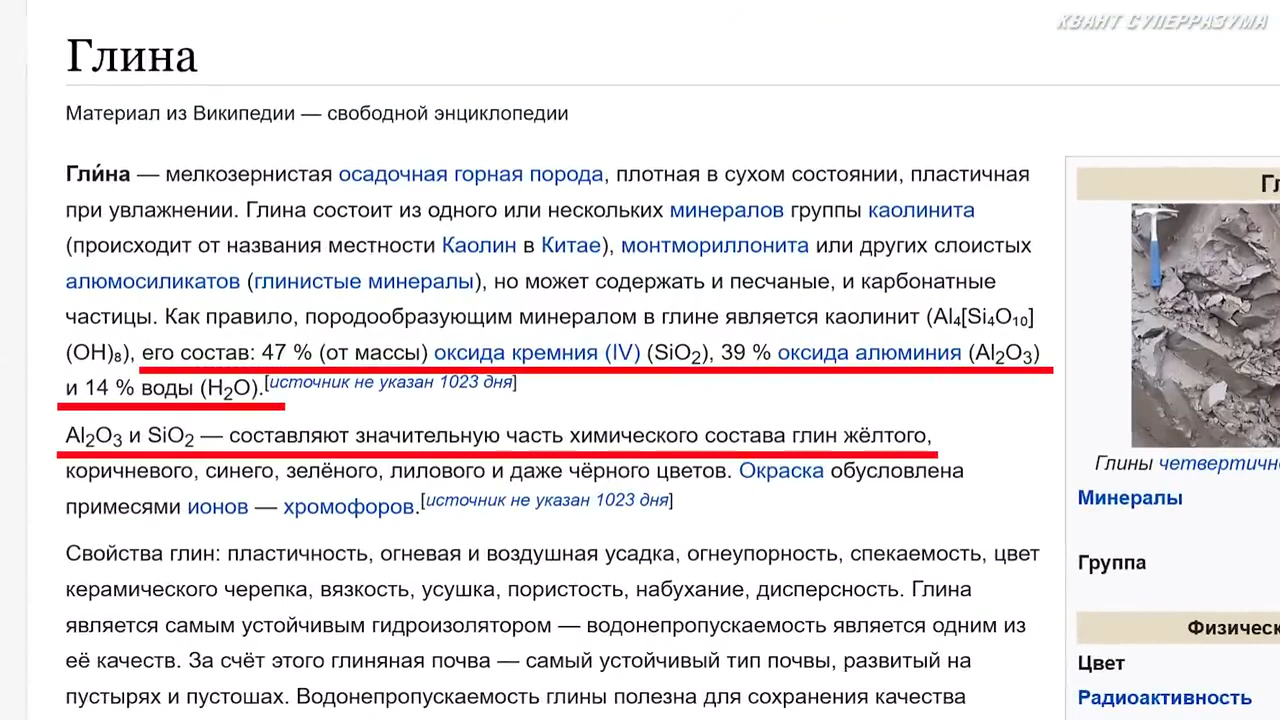 КВАНТ СУПЕРРАЗУМА
Глина
Материал из Википедии — свободной энциклопедии
Гли́на — мелкозернистая осадочная горная порода, плотная в сухом состоянии, пластичная
при увлажнении. Глина состоит из одного или нескольких минералов группы каолинита
(происходит от названия местности Каолин в Китае), монтмориллонита или других слоистых
алюмосиликатов (глинистые минералы), но может содержать и песчаные, и карбонатные
частицы. Как правило, породообразующим минералом в глине является каолинит (Al₄[Si₄O₁₀]
(OH)₈), его состав: 47 % (от массы) оксида кремния (IV) (SiO₂), 39 % оксида алюминия (Al₂O₃)
и 14 % воды (H₂O).[источник не указан 1023 дня]
Al₂O₃ и SiO₂ — составляют значительную часть химического состава глин жёлтого,
коричневого, синего, зелёного, лилового и даже чёрного цветов. Окраска обусловлена
примесями ионов — хромофоров.[источник не указан 1023 дня]
Свойства глин: пластичность, огневая и воздушная усадка, огнеупорность, спекаемость, цвет
керамического черепка, вязкость, усушка, пористость, набухание, дисперсность. Глина
является самым устойчивым гидроизолятором — водонепропускаемость является одним из
её качеств. За счёт этого глиняная почва — самый устойчивый тип почвы, развитый на
пустырях и пустошах. Водонепропускаемость глины полезна для сохранения качества
Гл
Глины четвертичн
Минералы
Группа
Физическ
Цвет
Радиоактивность